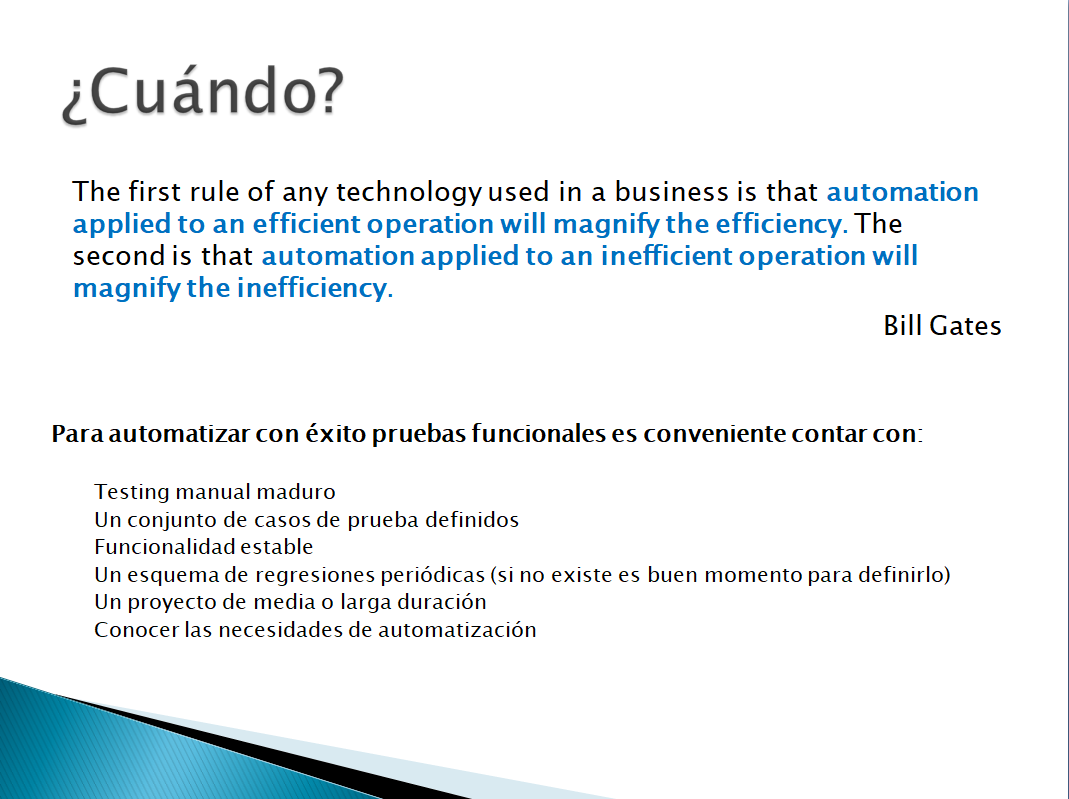 ¿Cuándo?
The first rule of any technology used in a business is that automation
applied to an efficient operation will magnify the efficiency. The
second is that automation applied to an inefficient operation will
magnify the inefficiency.
Bill Gates
Para automatizar con éxito pruebas funcionales es conveniente contar con:
Testing manual maduro
Un conjunto de casos de prueba definidos
Funcionalidad estable
Un esquema de regresiones periódicas (si no existe es buen momento para definirlo)
Un proyecto de media o larga duración
Conocer las necesidades de automatización